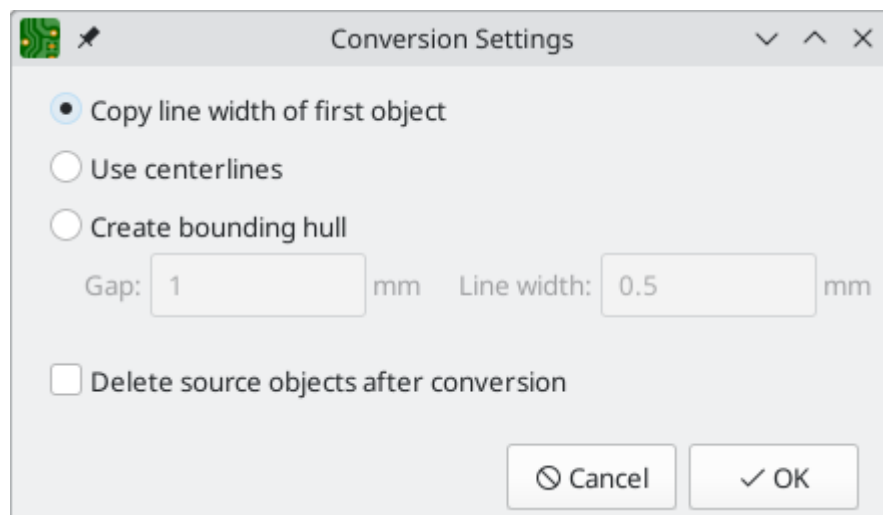 Conversion Settings
Copy line width of first object
Use centerlines
Create bounding hull
Gap: 1 mm Line width: 0.5 mm
Delete source objects after conversion
Cancel OK